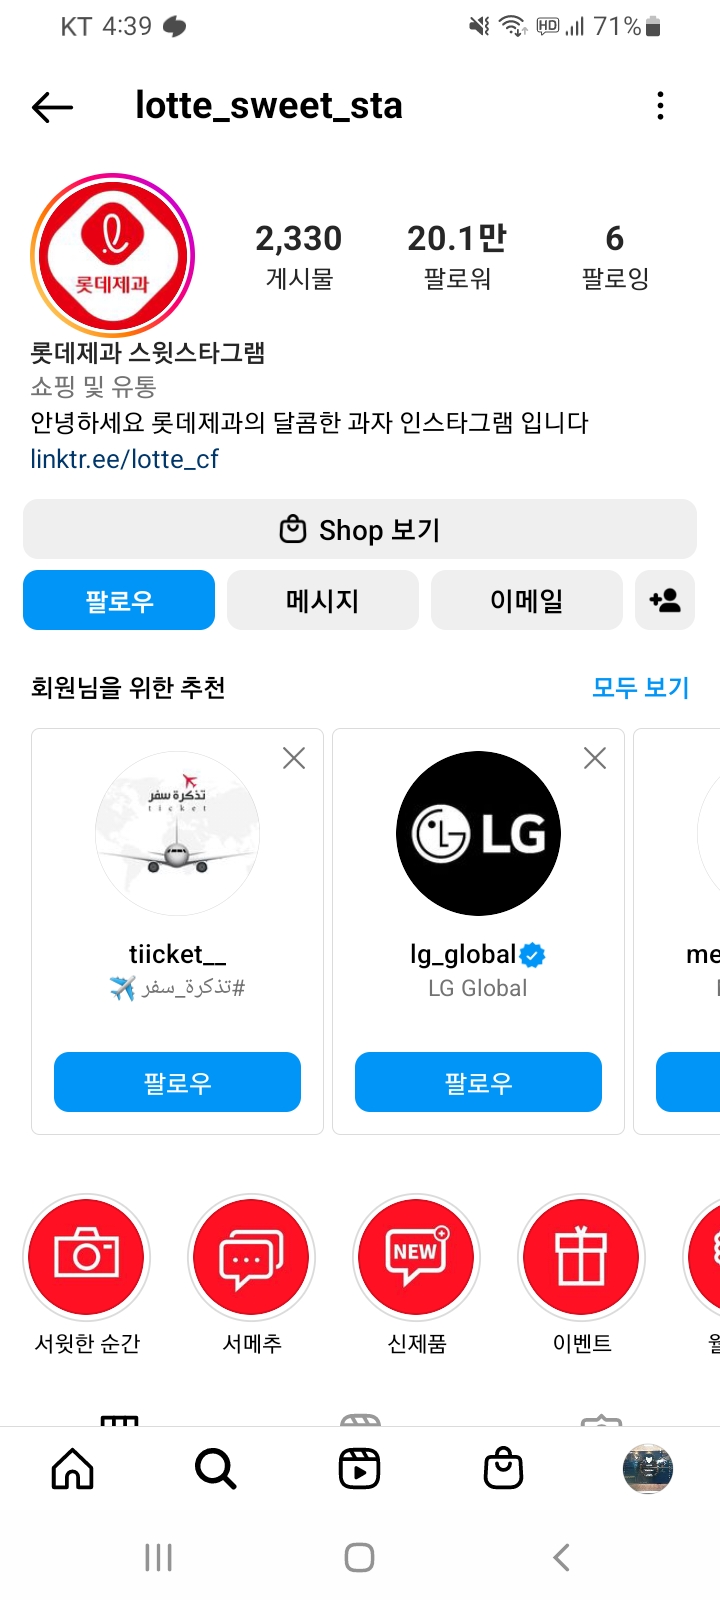 KT 4:39
HD 71%
lotte_sweet_sta
롯데제과
2,330 20.1만 6
게시물 팔로워 팔로잉
롯데제과 스윗스타그램
쇼핑 및 유통
안녕하세요 롯데제과의 달콤한 과자 인스타그램 입니다
linktr.ee/lotte_cf
Shop 보기
팔로우 메시지 이메일
회원님을 위한 추천 모두 보기
تذكرة سفر
ticket
LG
tiicket__ lg_global me
#تذكرة_سفر ✈️ LG Global
팔로우 팔로우
NEW
서윗한 순간 서메추 신제품 이벤트 월